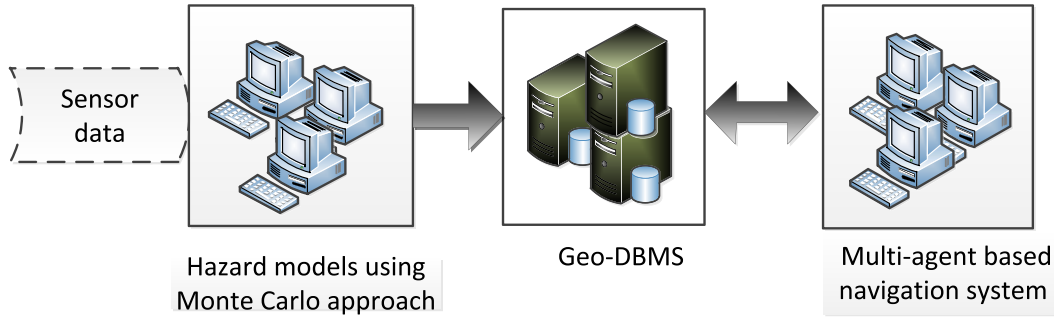 Sensor
data
Hazard models using
Monte Carlo approach
Geo-DBMS
Multi-agent based
navigation system